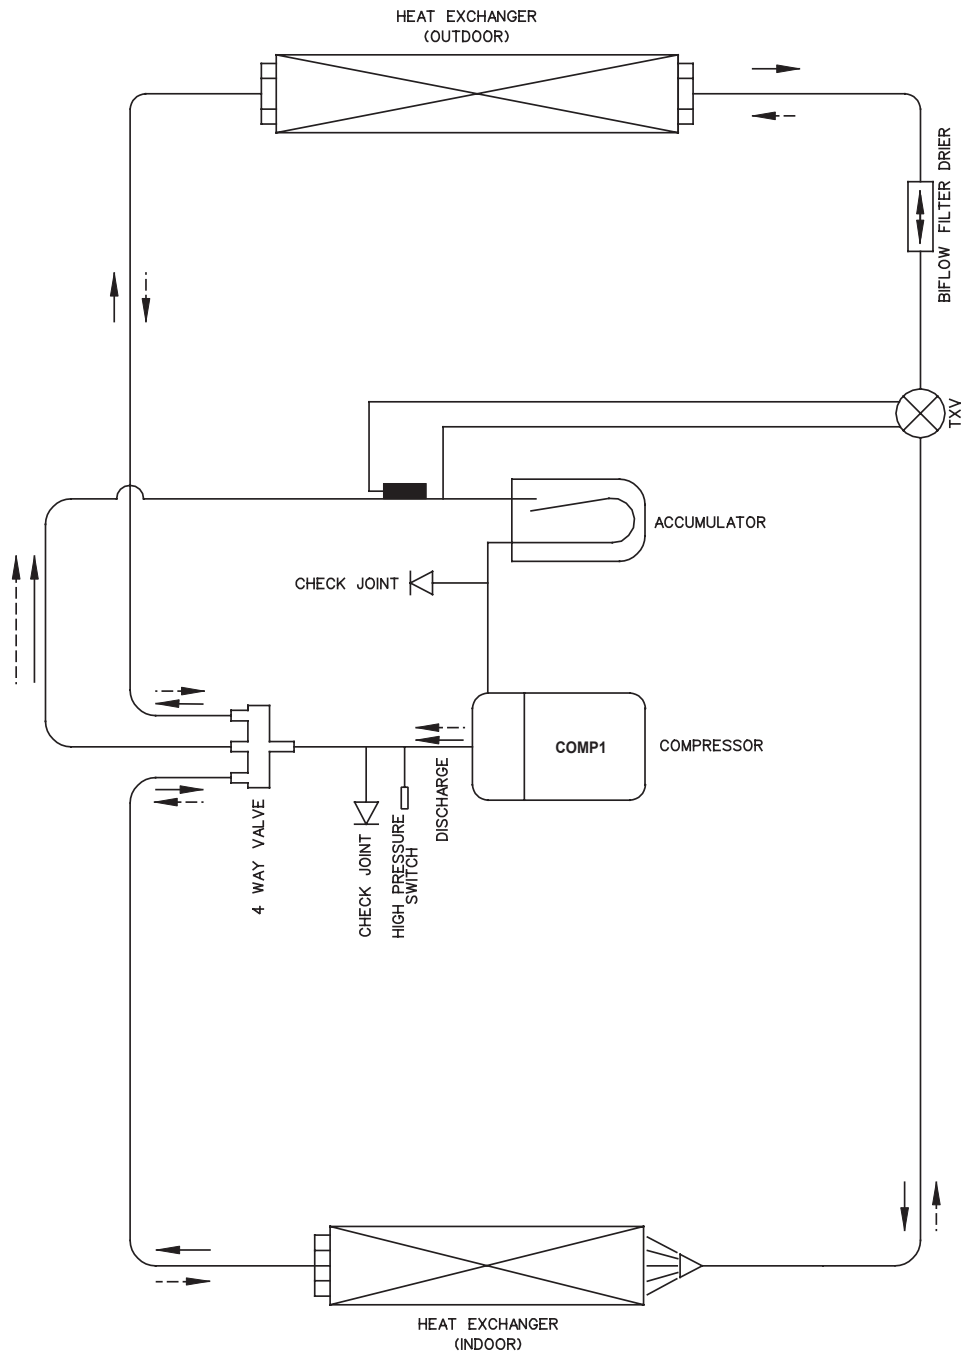 HEAT EXCHANGER
(OUTDOOR)
BIFLOW FILTER DRIER
TXV
ACCUMULATOR
CHECK JOINT
COMP1
COMPRESSOR
DISCHARGE
4 WAY VALVE
CHECK JOINT
HIGH PRESSURE
SWITCH
HEAT EXCHANGER
(INDOOR)